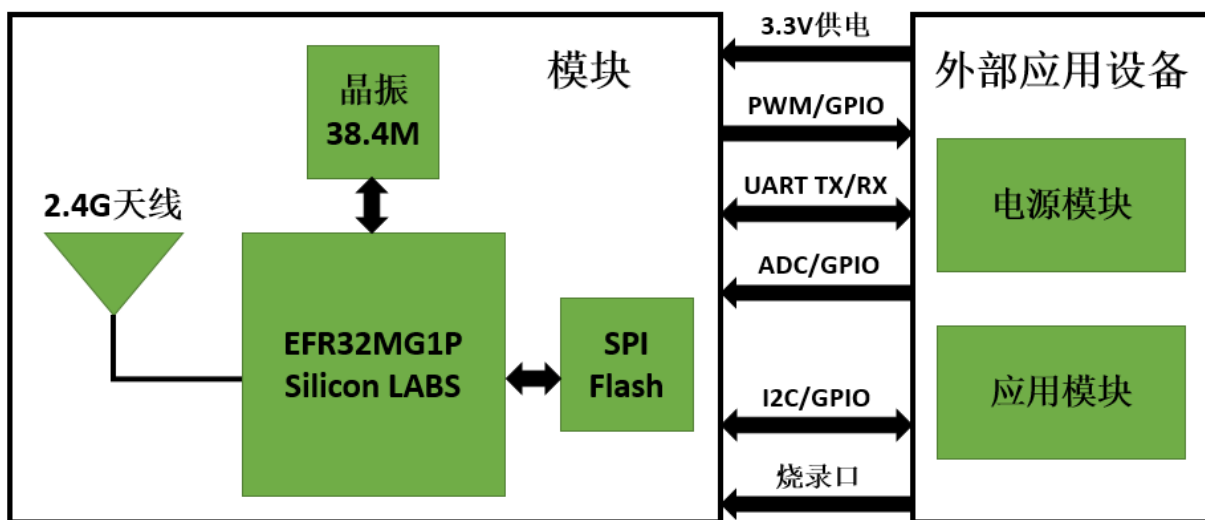 模块
晶振
38.4M
2.4G天线
EFR32MG1P
Silicon LABS
SPI
Flash
3.3V供电
PWM/GPIO
UART TX/RX
ADC/GPIO
I2C/GPIO
烧录口
外部应用设备
电源模块
应用模块